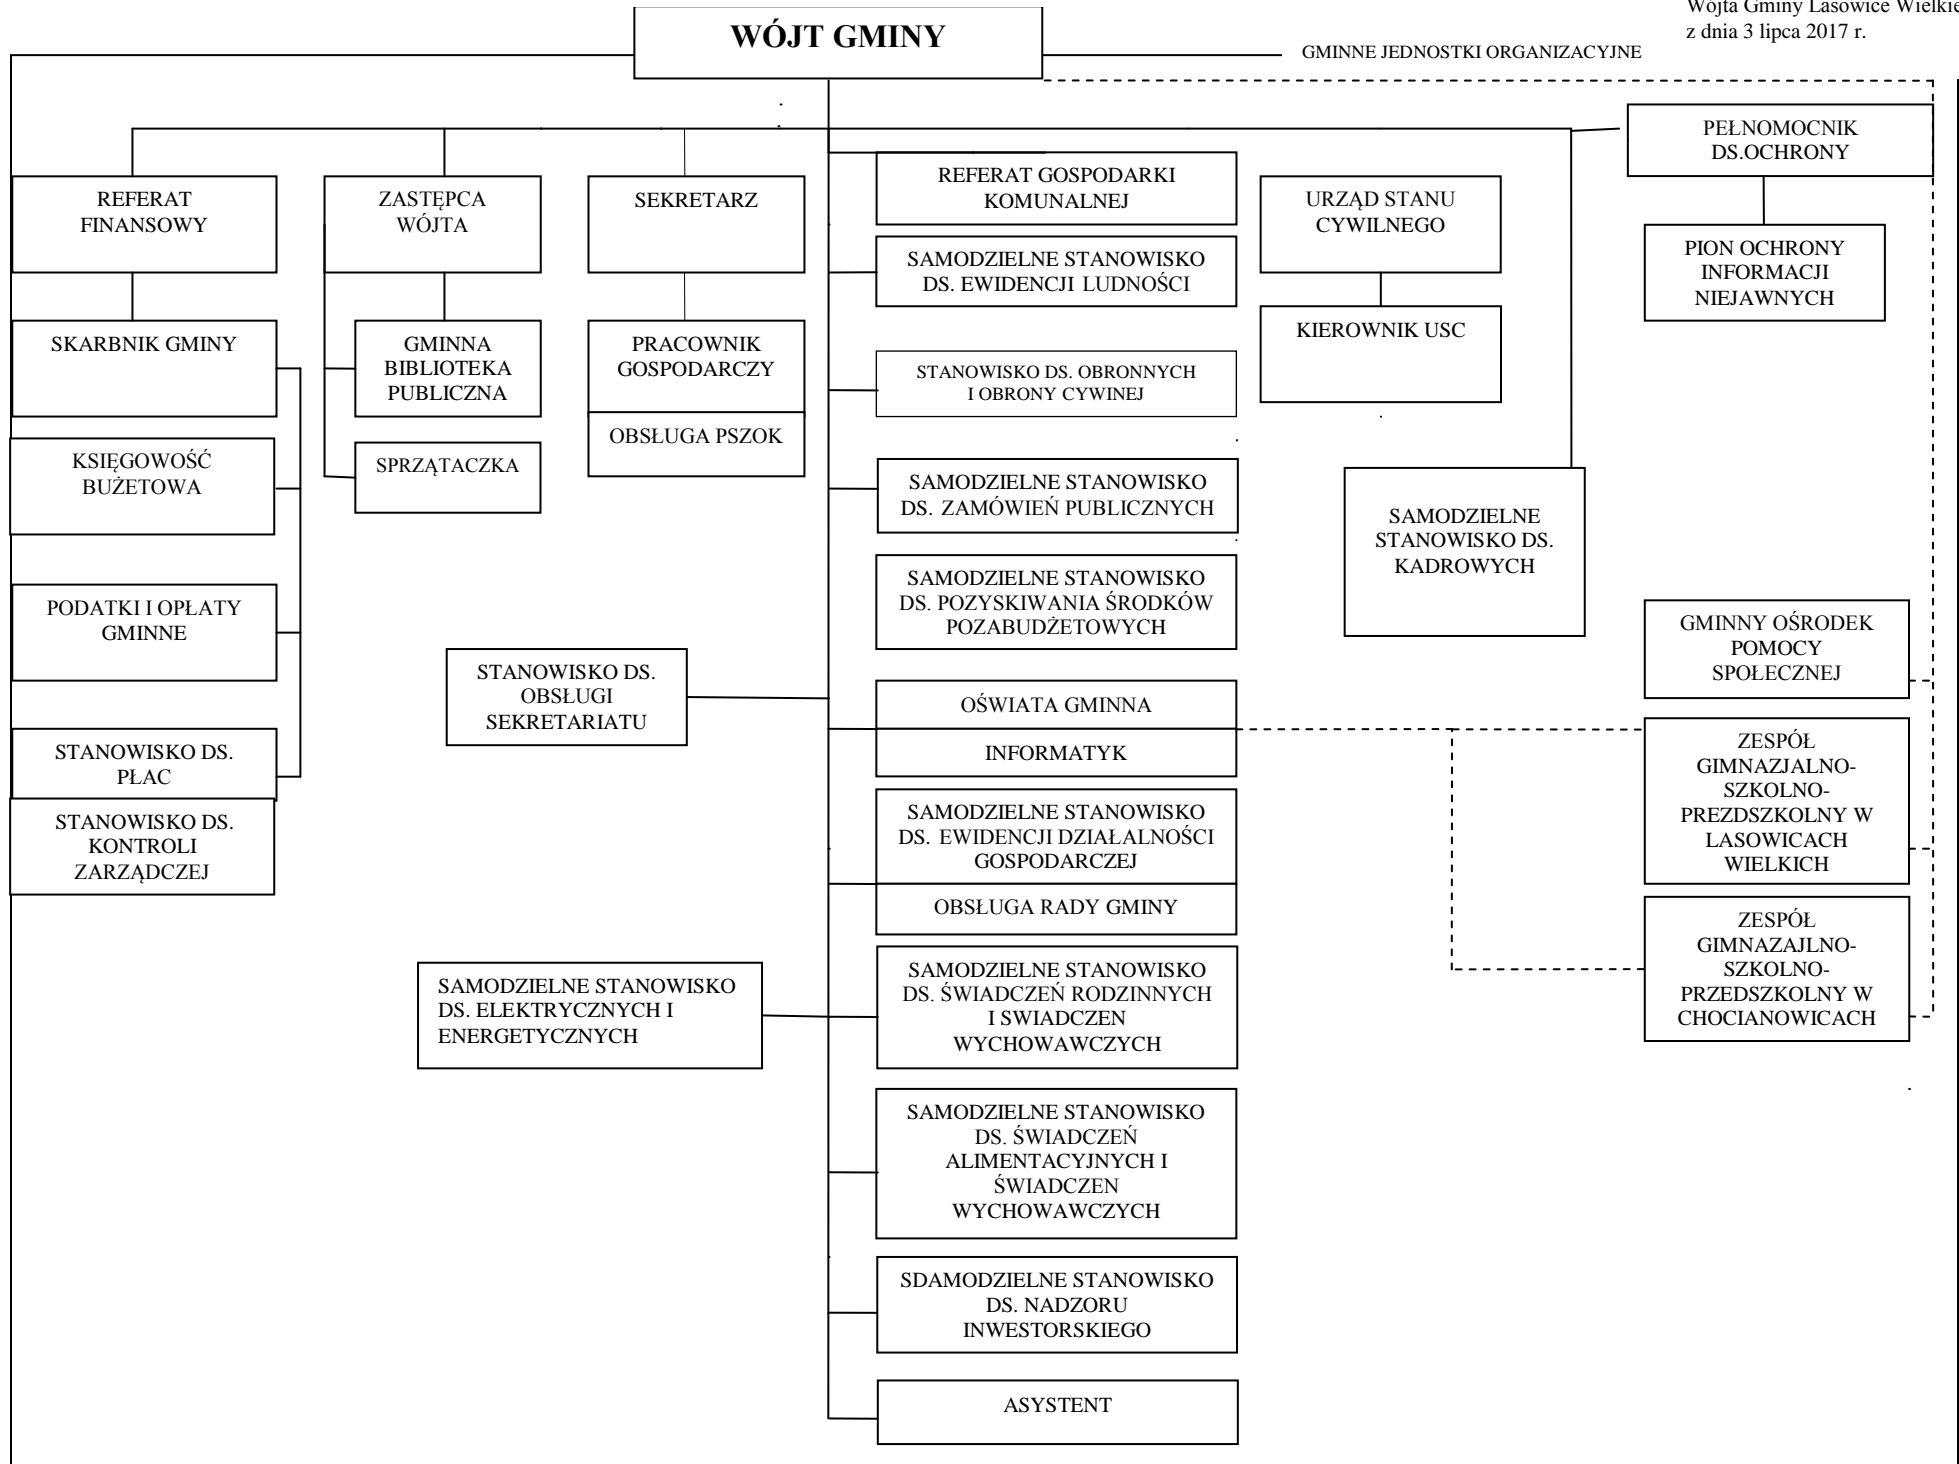 Wójta Gminy Lasowice Wielkie
z dnia 3 lipca 2017 r.
WÓJT GMINY
GMINNE JEDNOSTKI ORGANIZACYJNE
PEŁNOMOCNIK
DS.OCHRONY
REFERAT
FINANSOWY
ZASTĘPCA
WÓJTA
SEKRETARZ
REFERAT GOSPODARKI
KOMUNALNEJ
URZĄD STANU
CYWILNEGO
PION OCHRONY
INFORMACJI
NIEJAWNYCH
SAMODZIELNE STANOWISKO
DS. EWIDENCJI LUDNOŚCI
SKARBNIK GMINY
GMINNA
BIBLIOTEKA
PUBLICZNA
PRACOWNIK
GOSPODARCZY
OBSŁUGA PSZOK
KIEROWNIK USC
STANOWISKO DS. OBRONNYCH
I OBRONY CYWINEJ
KSIĘGOWOŚĆ
BUŻETOWA
SPRZĄTACZKA
SAMODZIELNE STANOWISKO
DS. ZAMÓWIEŃ PUBLICZNYCH
SAMODZIELNE
STANOWISKO DS.
KADROWYCH
SAMODZIELNE STANOWISKO
DS. POZYSKIWANIA ŚRODKÓW
POZABUDŻETOWYCH
PODATKI I OPŁATY
GMINNE
GMINNY OŚRODEK
POMOCY
SPOŁECZNEJ
STANOWISKO DS.
OBSŁUGI
SEKRETARIATU
OŚWIATA GMINNA
INFORMATYK
STANOWISKO DS.
PŁAC
STANOWISKO DS.
KONTROLI
ZARZĄDCZEJ
ZESPÓŁ
GIMNAZJALNO-
SZKOLNO-
PREZDSZKOLNY W
LASOWICACH
WIELKICH
SAMODZIELNE STANOWISKO
DS. EWIDENCJI DZIAŁALNOŚCI
GOSPODARCZEJ
OBSŁUGA RADY GMINY
ZESPÓŁ
GIMNAZAJLNO-
SZKOLNO-
PRZEDSZKOLNY W
CHOCIANOWICACH
SAMODZIELNE STANOWISKO
DS. ELEKTRYCZNYCH I
ENERGETYCZNYCH
SAMODZIELNE STANOWISKO
DS. ŚWIADCZEŃ RODZINNYCH
I SWIADCZEN
WYCHOWAWCZYCH
SAMODZIELNE STANOWISKO
DS. ŚWIADCZEŃ
ALIMENTACYJNYCH I
ŚWIADCZEN
WYCHOWAWCZYCH
SDAMODZIELNE STANOWISKO
DS. NADZORU
INWESTORSKIEGO
ASYSTENT